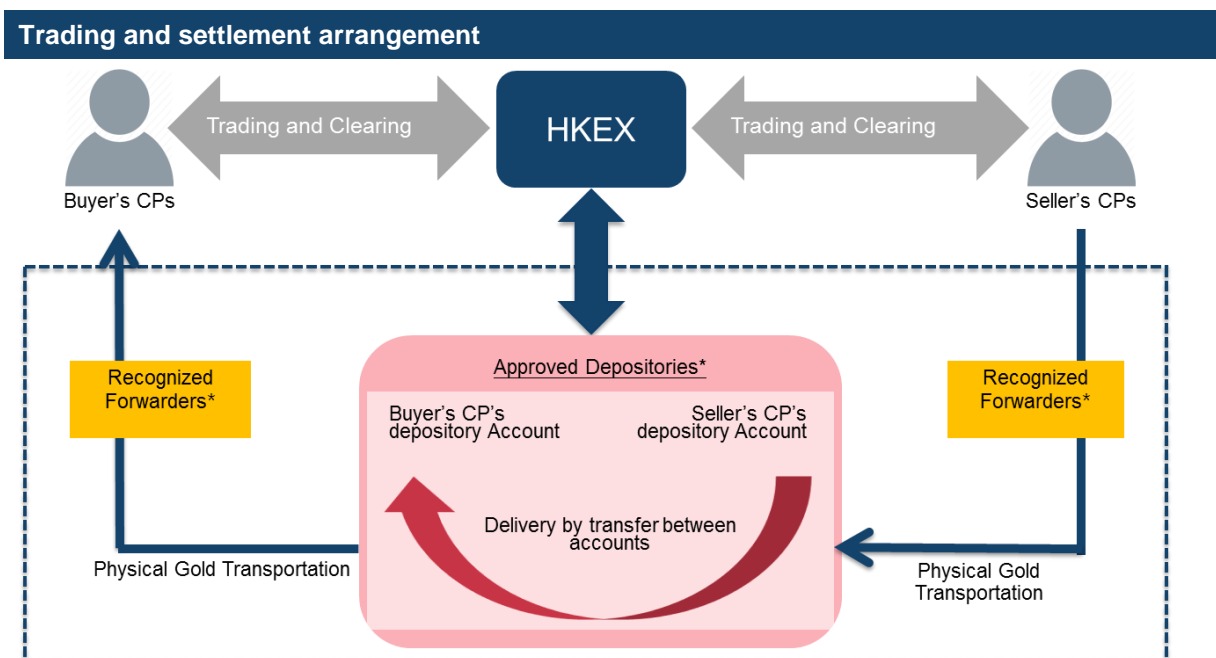 Trading and settlement arrangement
Trading and Clearing
HKEX
Trading and Clearing
Buyer's CPs
Seller's CPs
Recognized
Forwarders*
Approved Depositories*
Recognized
Forwarders*
Buyer's CP's
depository Account
Seller's CP's
depository Account
Delivery by transfer between
accounts
Physical Gold Transportation
Physical Gold
Transportation